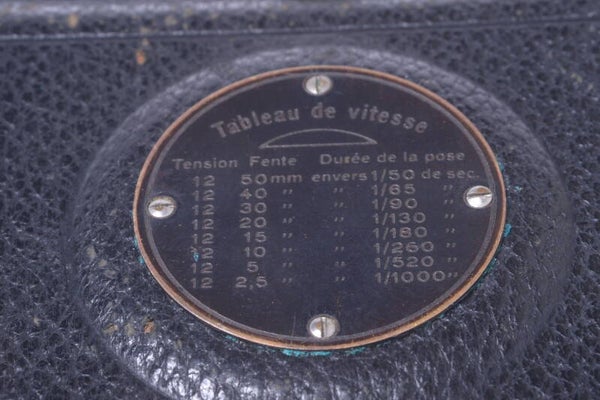 Tableau de vitesse
Tension Fente Durée de la pose
12 50mm envers 1/50 de sec.
12 40 " " 1/65 "
12 30 " " 1/90 "
12 20 " " 1/130 "
12 15 " " 1/180 "
12 10 " " 1/260 "
12 5 " " 1/520 "
12 2,5 " " 1/1000 "